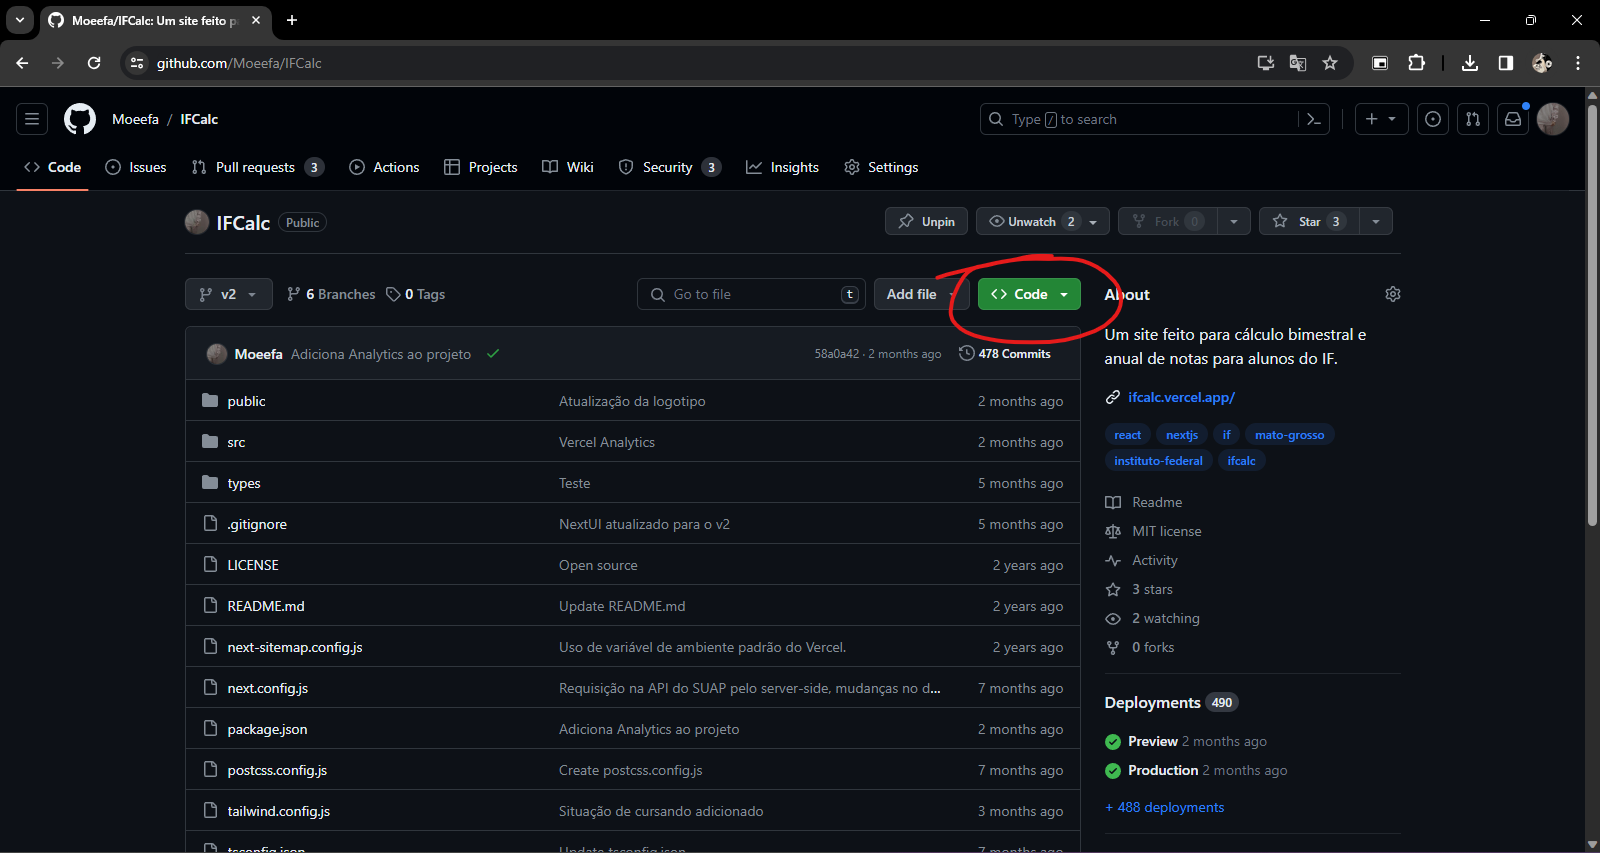 Moeefa/IFCalc: Um site feito p
github.com/Moeefa/IFCalc
Moeefa / IFCalc
Type / to search
Code Issues Pull requests 3 Actions Projects Wiki Security 3 Insights Settings
IFCalc Public
Unpin Unwatch 2 Fork 0 Star 3
v2 6 Branches 0 Tags Go to file t Add file Code
About
Um site feito para cálculo bimestral e
anual de notas para alunos do IF.
ifcalc.vercel.app/
react nextjs if mato-grosso
instituto-federal ifcalc
Readme
MIT license
Activity
3 stars
2 watching
0 forks
Deployments 490
Preview 2 months ago
Production 2 months ago
+ 488 deployments
Moeefa Adiciona Analytics ao projeto 58a0a42 · 2 months ago 478 Commits
public Atualização da logotipo 2 months ago
src Vercel Analytics 2 months ago
types Teste 5 months ago
.gitignore NextUI atualizado para o v2 5 months ago
LICENSE Open source 2 years ago
README.md Update README.md 2 years ago
next-sitemap.config.js Uso de variável de ambiente padrão do Vercel. 2 years ago
next.config.js Requisição na API do SUAP pelo server-side, mudanças no d... 7 months ago
package.json Adiciona Analytics ao projeto 2 months ago
postcss.config.js Create postcss.config.js 7 months ago
tailwind.config.js Situação de cursando adicionado 3 months ago
tsconfig.json Update tsconfig.json 7 months ago